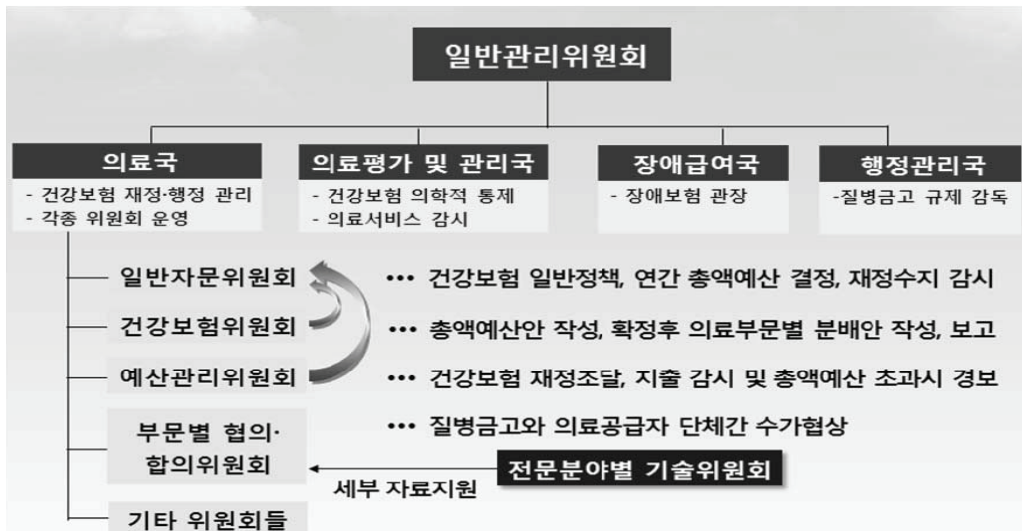 일반관리위원회
의료국
- 건강보험 재정·행정 관리
- 각종 위원회 운영
의료평가 및 관리국
- 건강보험 의학적 통제
- 의료서비스 감시
장애급여국
- 장애보험 관장
행정관리국
-질병금고 규제 감독
일반자문위원회
••• 건강보험 일반정책, 연간 총액예산 결정, 재정수지 감시
건강보험위원회
••• 총액예산안 작성, 확정후 의료부문별 분배안 작성, 보고
예산관리위원회
••• 건강보험 재정조달, 지출 감시 및 총액예산 초과시 경보
부문별 협의·
합의위원회
••• 질병금고와 의료공급자 단체간 수가협상
전문분야별 기술위원회
세부 자료지원
기타 위원회들